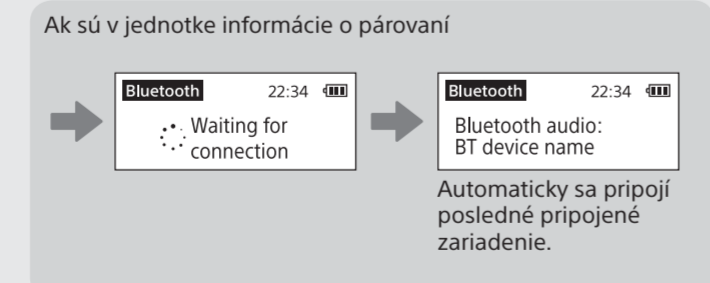 Ak sú v jednotke informácie o párovaní
Bluetooth 22:34
Waiting for
connection
Bluetooth 22:34
Bluetooth audio:
BT device name
Automaticky sa pripojí
posledné pripojené
zariadenie.